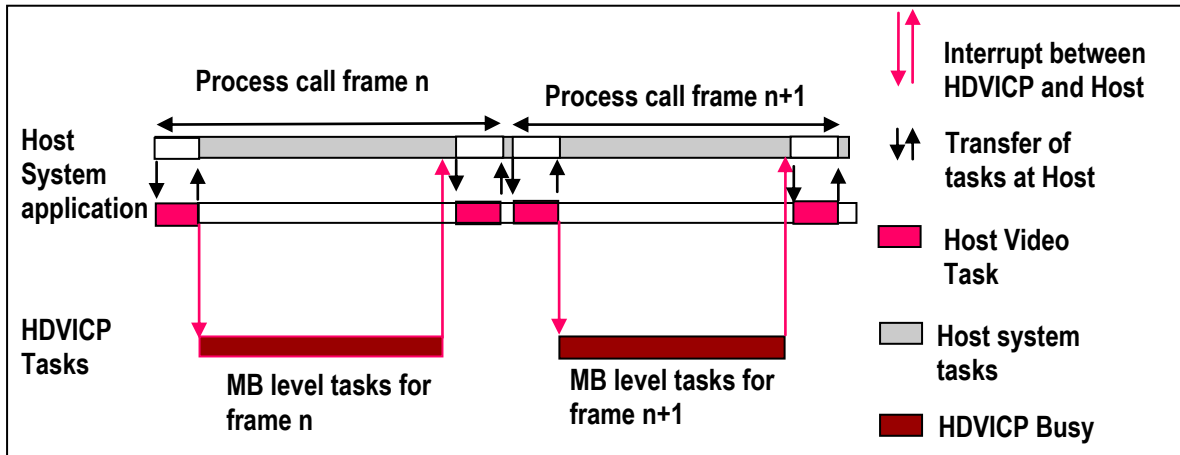 Process call frame n
Process call frame n+1
Host
System
application
HDVICP
Tasks
MB level tasks for
frame n
MB level tasks for
frame n+1
Interrupt between
HDVICP and Host
Transfer of
tasks at Host
Host Video
Task
Host system
tasks
HDVICP Busy